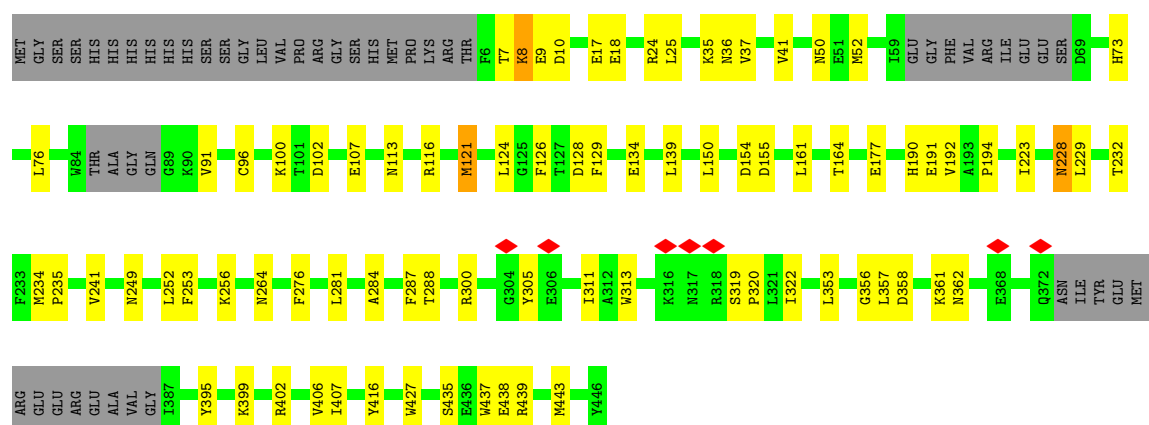 MET GLY SER SER HIS HIS HIS HIS HIS HIS SER SER GLY LEU VAL PRO ARG GLY SER HIS MET PRO LYS ARG THR F6 T7 K8 E9 D10 E17 E18 R24 L25 K35 N36 V37 V41 N50 E51 M52 I59 GLU GLY PHE VAL ARG ILE GLU GLU SER D69 H73
L76 W84 THR ALA GLY GLN G89 K90 V91 C96 K100 T101 D102 E107 N113 R116 M121 L124 G125 F126 T127 D128 F129 E134 L139 L150 D154 D155 L161 T164 E177 H190 E191 V192 A193 P194 I223 N228 L229 T232
F233 M234 P235 V241 N249 L252 F253 K256 N264 F276 L281 A284 F287 T288 R300 G304 Y305 E306 I311 A312 W313 K316 N317 R318 S319 P320 L321 I322 L353 G356 L357 D358 K361 N362 E368 Q372 ASN ILE TYR GLU MET
ARG GLU GLU ARG GLU ALA VAL GLY I387 Y395 K399 R402 V406 I407 Y416 W427 S435 E436 W437 E438 R439 M443 Y446